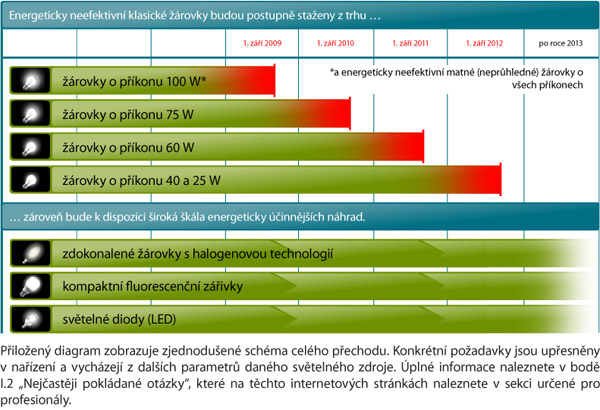 Energeticky neefektivní klasické žárovky budou postupně staženy z trhu ...
1. září 2009
1. září 2010
1. září 2011
1. září 2012
po roce 2013
žárovky o příkonu 100 W*
*a energeticky neefektivní matné (neprůhledné) žárovky o
všech příkonech
žárovky o příkonu 75 W
žárovky o příkonu 60 W
žárovky o příkonu 40 a 25 W
... zároveň bude k dispozici široká škála energeticky účinnějších náhrad.
zdokonalené žárovky s halogenovou technologií
kompaktní fluorescenční zářivky
světelné diody (LED)
Přiložený diagram zobrazuje zjednodušené schéma celého přechodu. Konkrétní požadavky jsou upřesněny
v nařízení a vycházejí z dalších parametrů daného světelného zdroje. Úplné informace naleznete v bodě
I.2 „Nejčastěji pokládané otázky“, které na těchto internetových stránkách naleznete v sekci určené pro
profesionály.